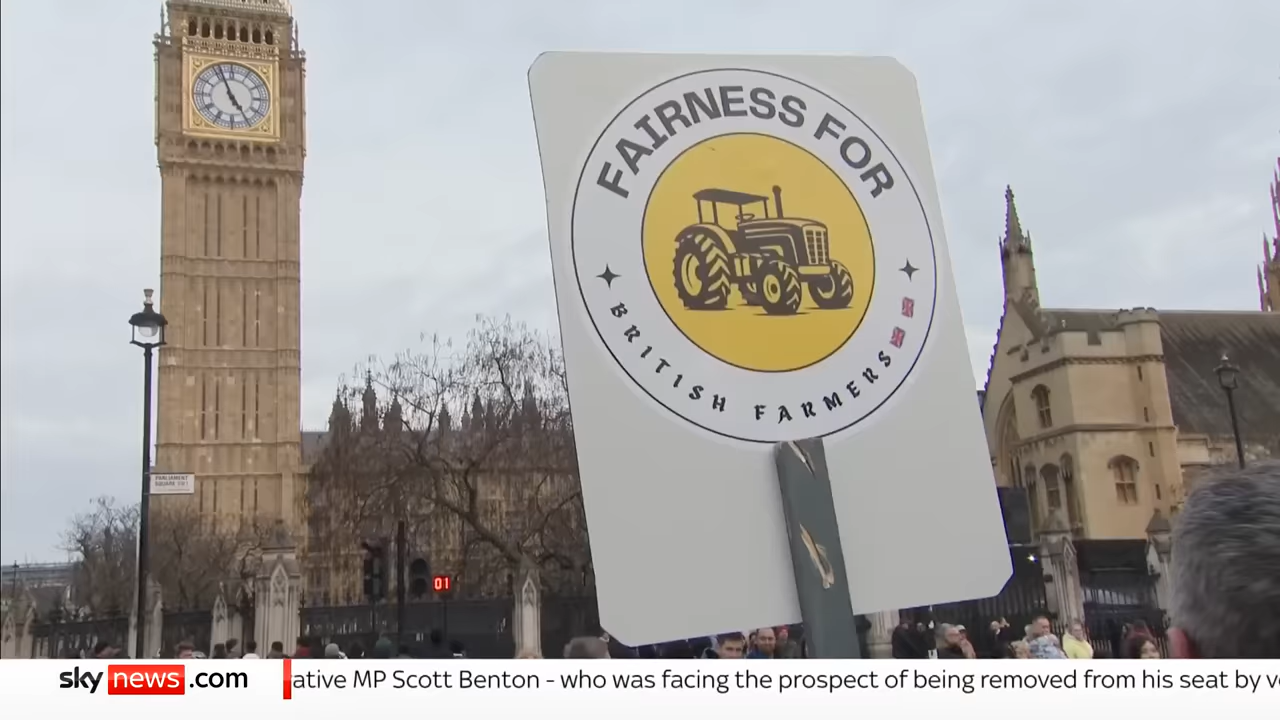 FAIRNESS FOR
BRITISH FARMERS
PARLIAMENT
SQUARE SW1
01
sky news.com
ative MP Scott Benton - who was facing the prospect of being removed from his seat by v